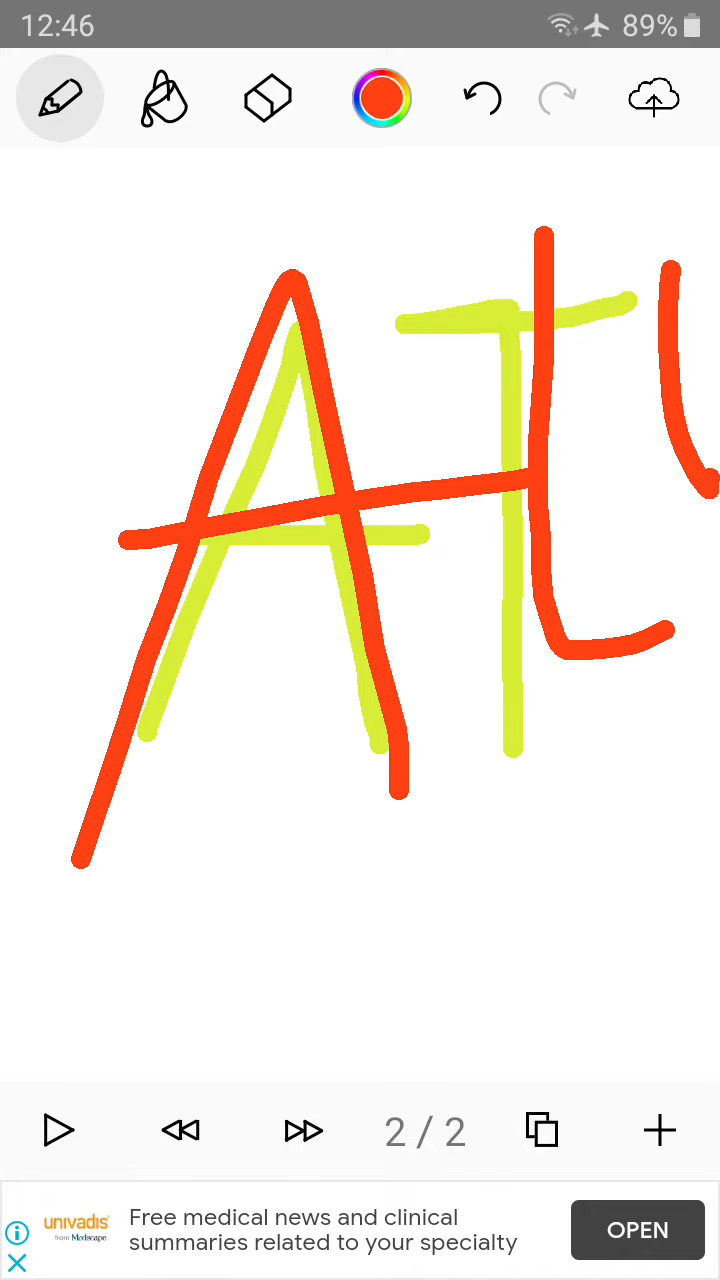 12:46
89%
AT
2 / 2
univadis
from Medscape
Free medical news and clinical
summaries related to your specialty
OPEN